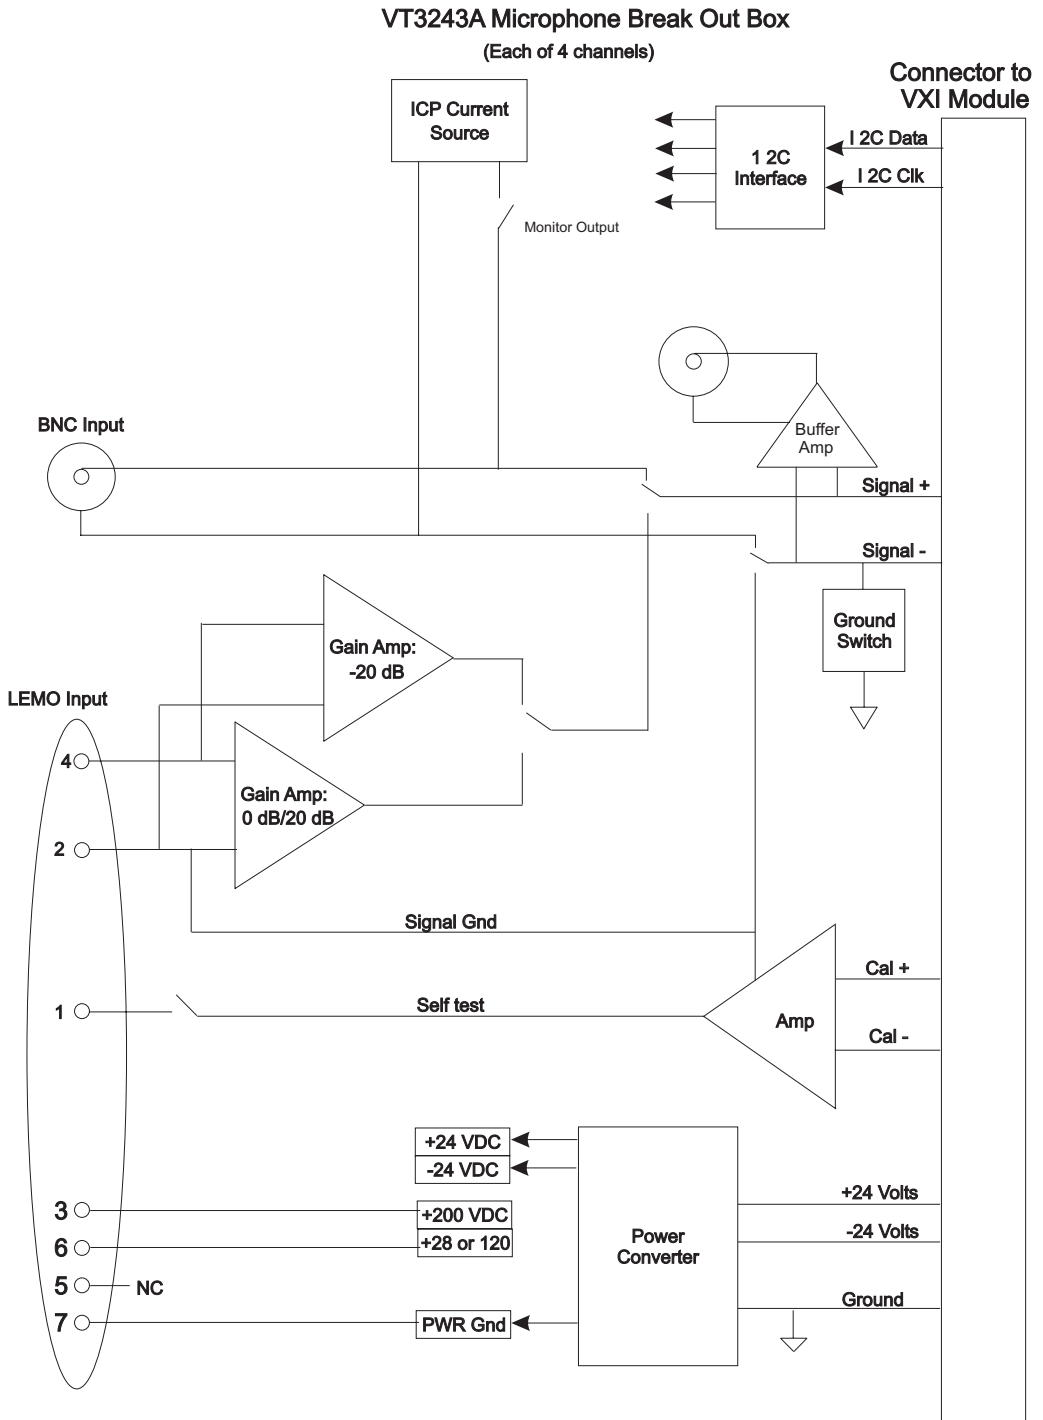 VT3243A Microphone Break Out Box
(Each of 4 channels)
Connector to
VXI Module
ICP Current
Source
1 2C
Interface
I 2C Data
I 2C Clk
Monitor Output
BNC Input
Buffer
Amp
Signal +
Signal -
Ground
Switch
Gain Amp:
-20 dB
LEMO Input
4
Gain Amp:
0 dB/20 dB
2
Signal Gnd
Cal +
1
Self test
Amp
Cal -
+24 VDC
-24 VDC
+24 Volts
3
+200 VDC
6
+28 or 120
Power
Converter
-24 Volts
5
NC
Ground
7
PWR Gnd